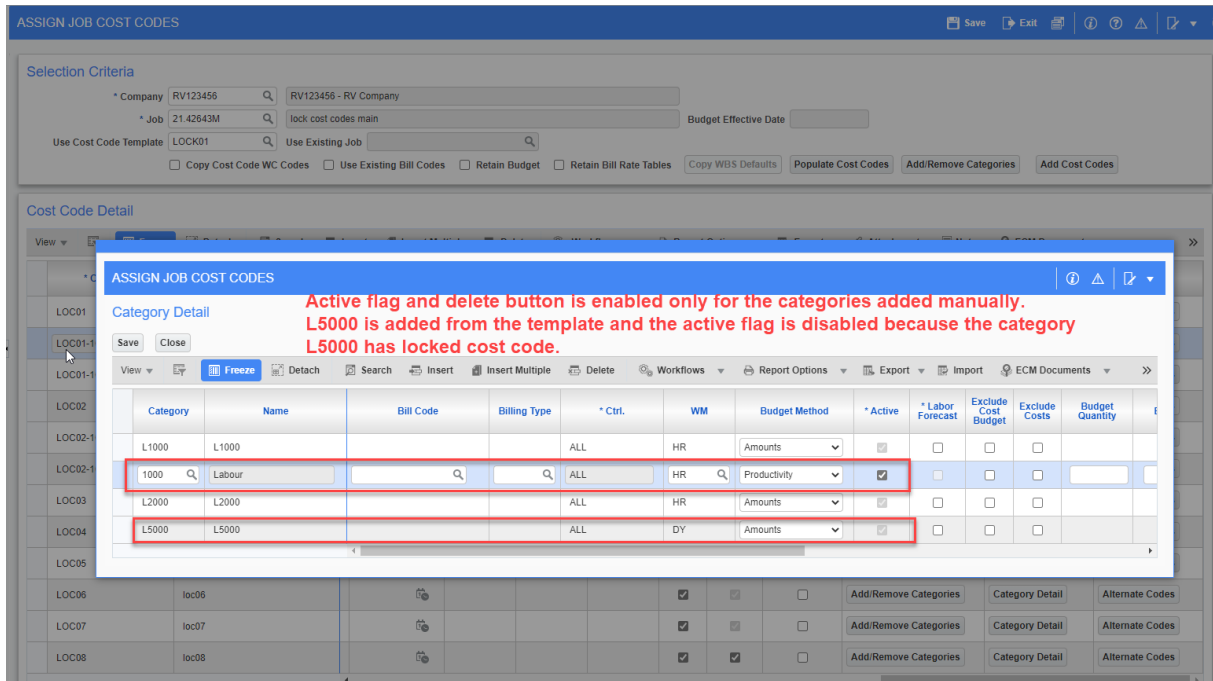 ASSIGN JOB COST CODES
Save Exit
Selection Criteria
* Company RV123456 RV123456 - RV Company
* Job 21.42643M lock cost codes main Budget Effective Date
Use Cost Code Template LOCK01 Use Existing Job
Copy Cost Code WC Codes Use Existing Bill Codes Retain Budget Retain Bill Rate Tables Copy WBS Defaults Populate Cost Codes Add/Remove Categories Add Cost Codes
Cost Code Detail
View
ASSIGN JOB COST CODES
Active flag and delete button is enabled only for the categories added manually.
L5000 is added from the template and the active flag is disabled because the category
L5000 has locked cost code.
Category Detail
Save Close
View Freeze Detach Search Insert Insert Multiple Delete Workflows Report Options Export Import ECM Documents
Category Name Bill Code Billing Type * Ctrl. WM Budget Method * Active * Labor Forecast Exclude Cost Budget Exclude Costs Budget Quantity
L1000 L1000 ALL HR Amounts
1000 Labour ALL HR Productivity
L2000 L2000 ALL HR Amounts
L5000 L5000 ALL DY Amounts
LOC01
LOC01-1
LOC01-1
LOC02
LOC02-1
LOC02-1
LOC03
LOC04
LOC05
LOC06 loc06 Add/Remove Categories Category Detail Alternate Codes
LOC07 loc07 Add/Remove Categories Category Detail Alternate Codes
LOC08 loc08 Add/Remove Categories Category Detail Alternate Codes